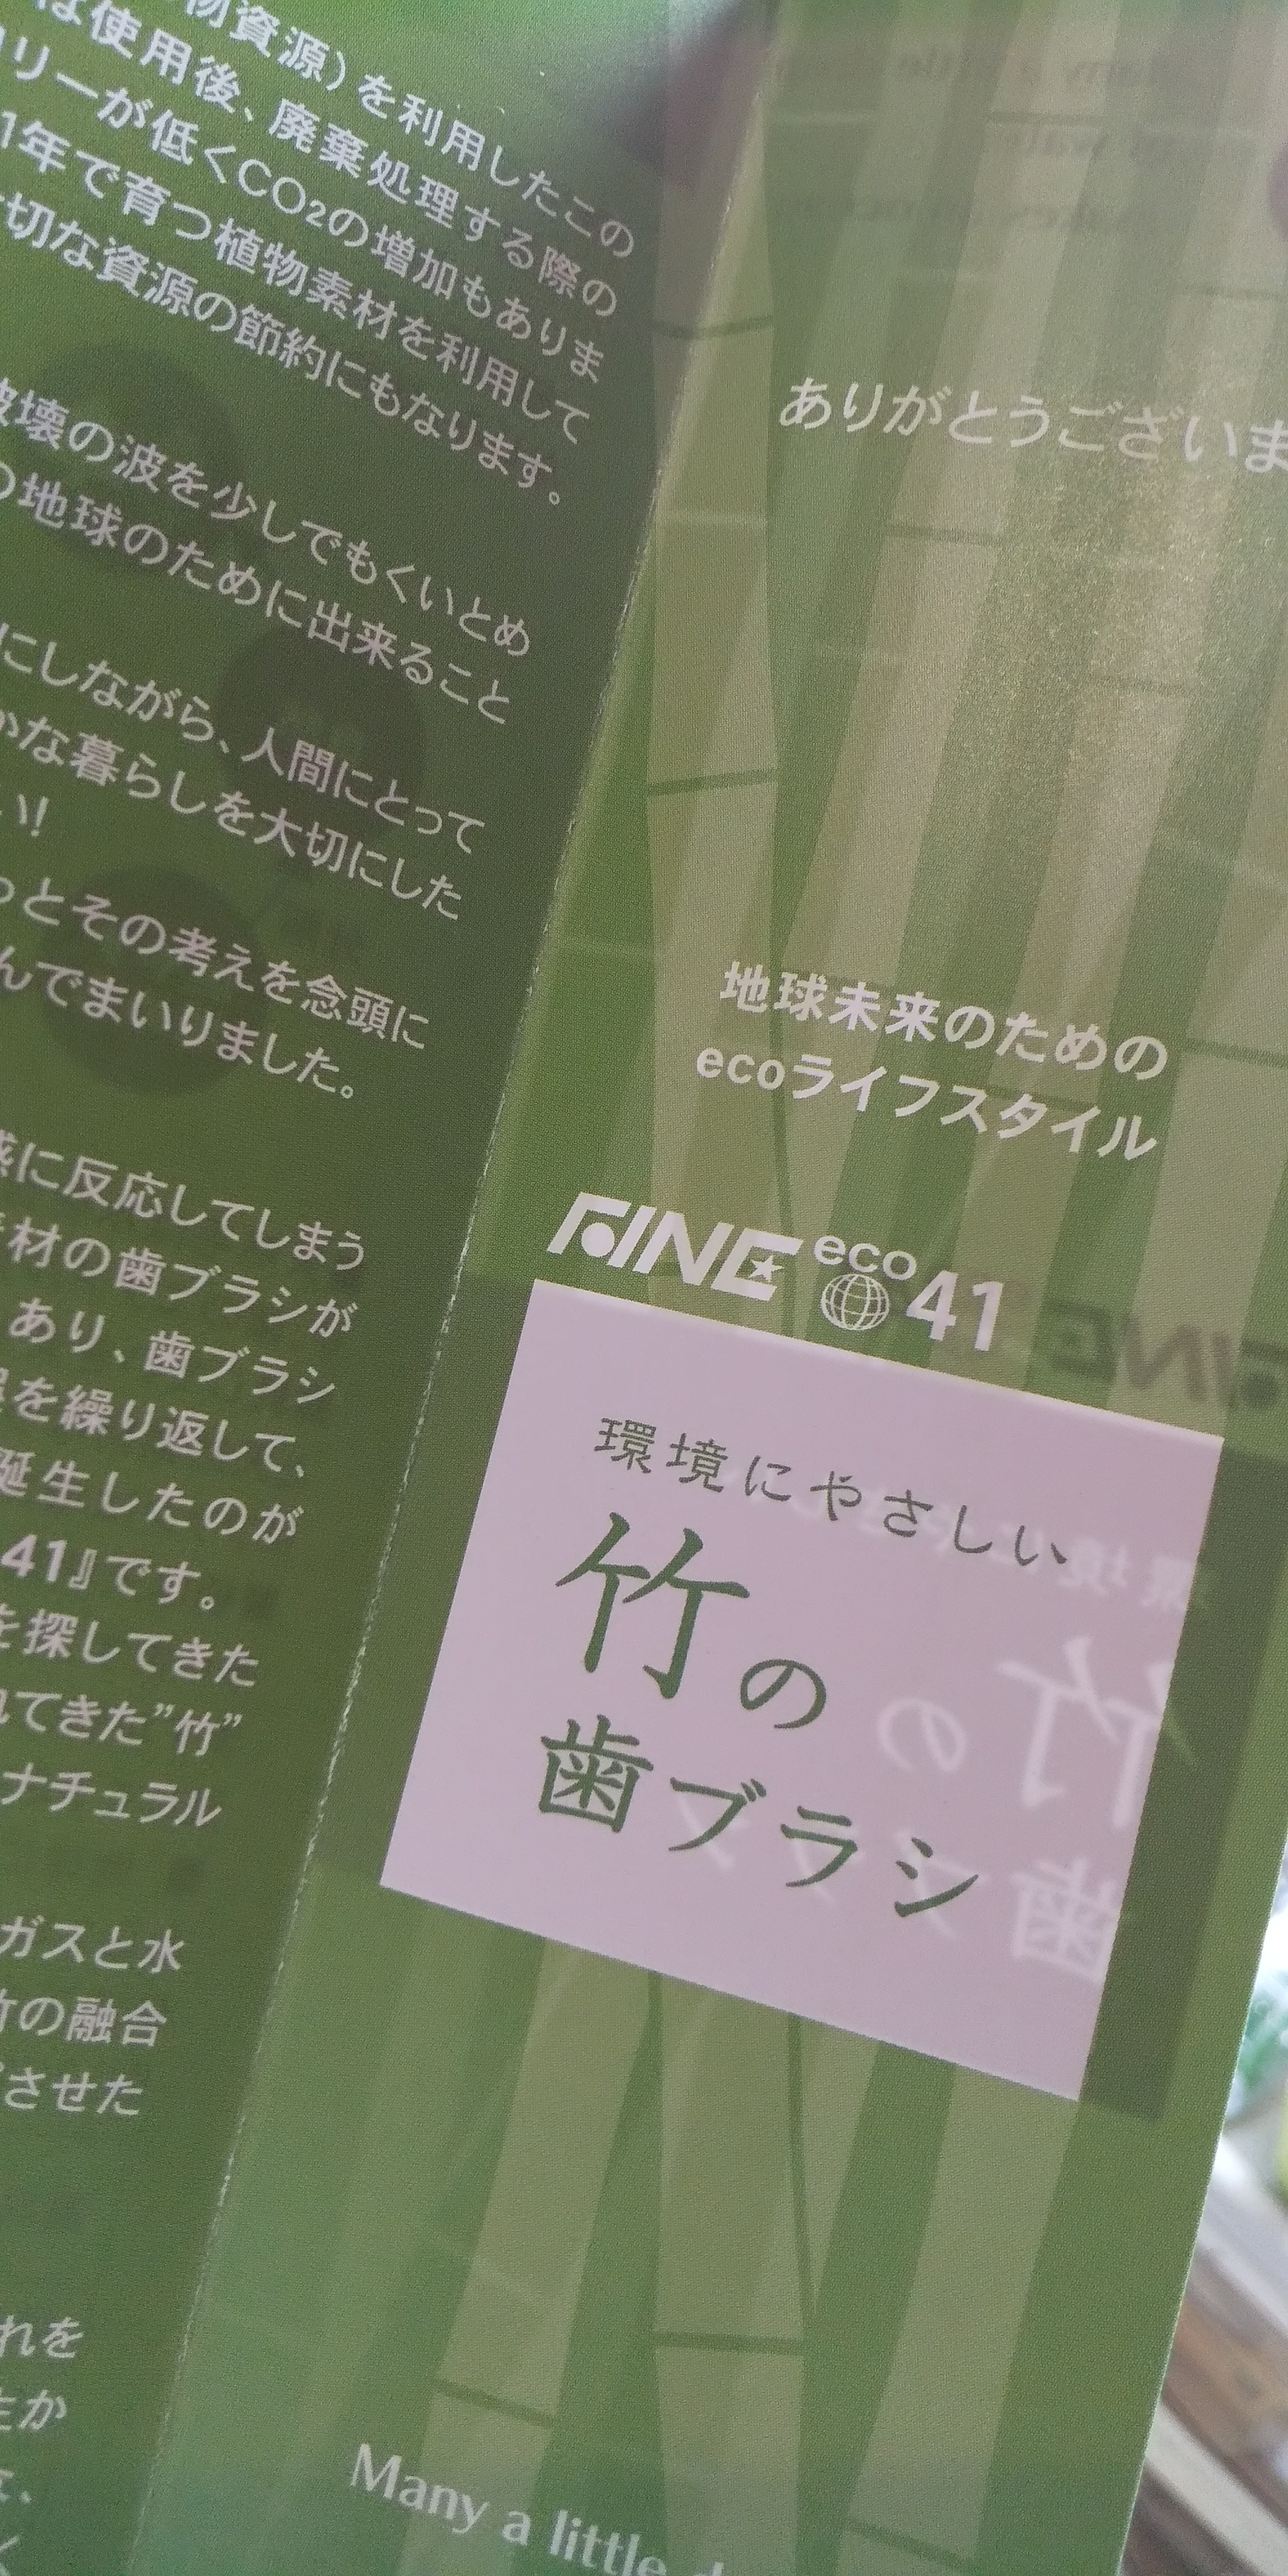 物資源）を利用したこの
は使用後、廃棄処理する際の
リーが低くCO2の増加もありま
1年で育つ植物素材を利用して
切な資源の節約にもなります。
破壊の波を少しでもくいとめ
の地球のために出来ること
にしながら、人間にとって
かな暮らしを大切にした
い!
っとその考えを念頭に
んでまいりました。
に反応してしまう
素材の歯ブラシが
あり、歯ブラシ
を繰り返して、
誕生したのが
41』です。
を探してきた
れてきた”竹”
ナチュラル
ガスと水
竹の融合
させた
れを
生か
ありがとうございま
地球未来のための
ecoライフスタイル
FINE eco 41
環境にやさしい
竹の
歯ブラシ
Many a little